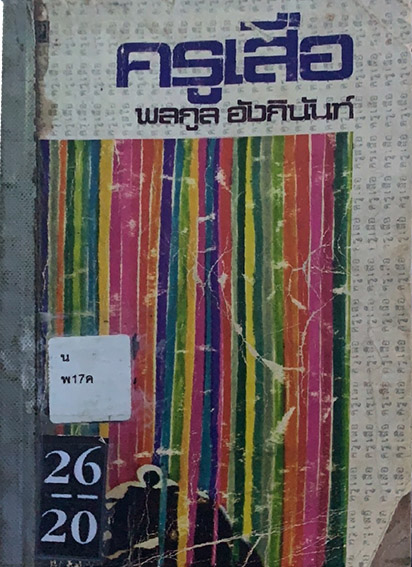 ครูเสือ
พลกูล อังกินันทน์
น
พ17ค
26
20